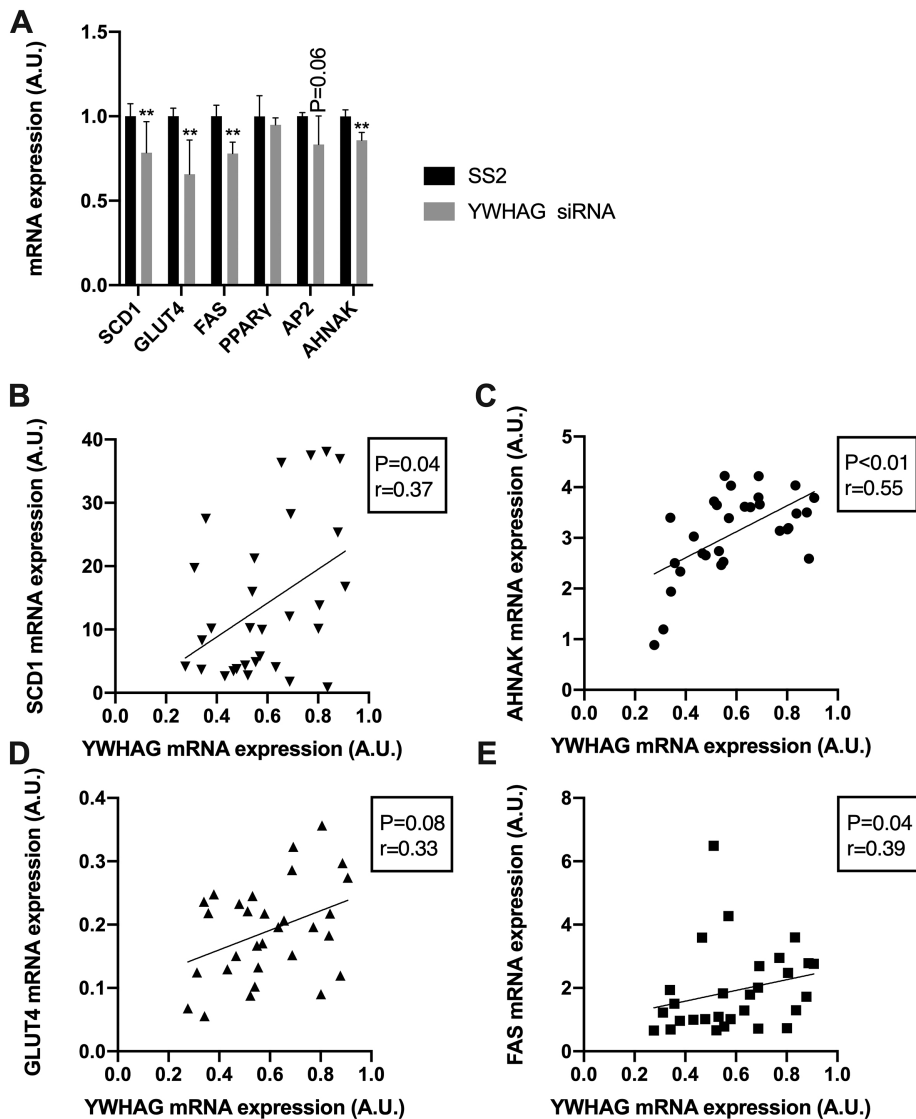 A
mRNA expression (A.U.)
1.5
1.0
0.5
0.0
**
**
**
P=0.06
**
SCD1
GLUT4
FAS
PPARγ
AP2
AHNAK
SS2
YWHAG siRNA
B
SCD1 mRNA expression (A.U.)
40
30
20
10
0
0.0 0.2 0.4 0.6 0.8 1.0
YWHAG mRNA expression (A.U.)
P=0.04
r=0.37
C
AHNAK mRNA expression (A.U.)
5
4
3
2
1
0
0.0 0.2 0.4 0.6 0.8 1.0
YWHAG mRNA expression (A.U.)
P<0.01
r=0.55
D
GLUT4 mRNA expression (A.U.)
0.4
0.3
0.2
0.1
0.0
0.0 0.2 0.4 0.6 0.8 1.0
YWHAG mRNA expression (A.U.)
P=0.08
r=0.33
E
FAS mRNA expression (A.U.)
8
6
4
2
0
0.0 0.2 0.4 0.6 0.8 1.0
YWHAG mRNA expression (A.U.)
P=0.04
r=0.39